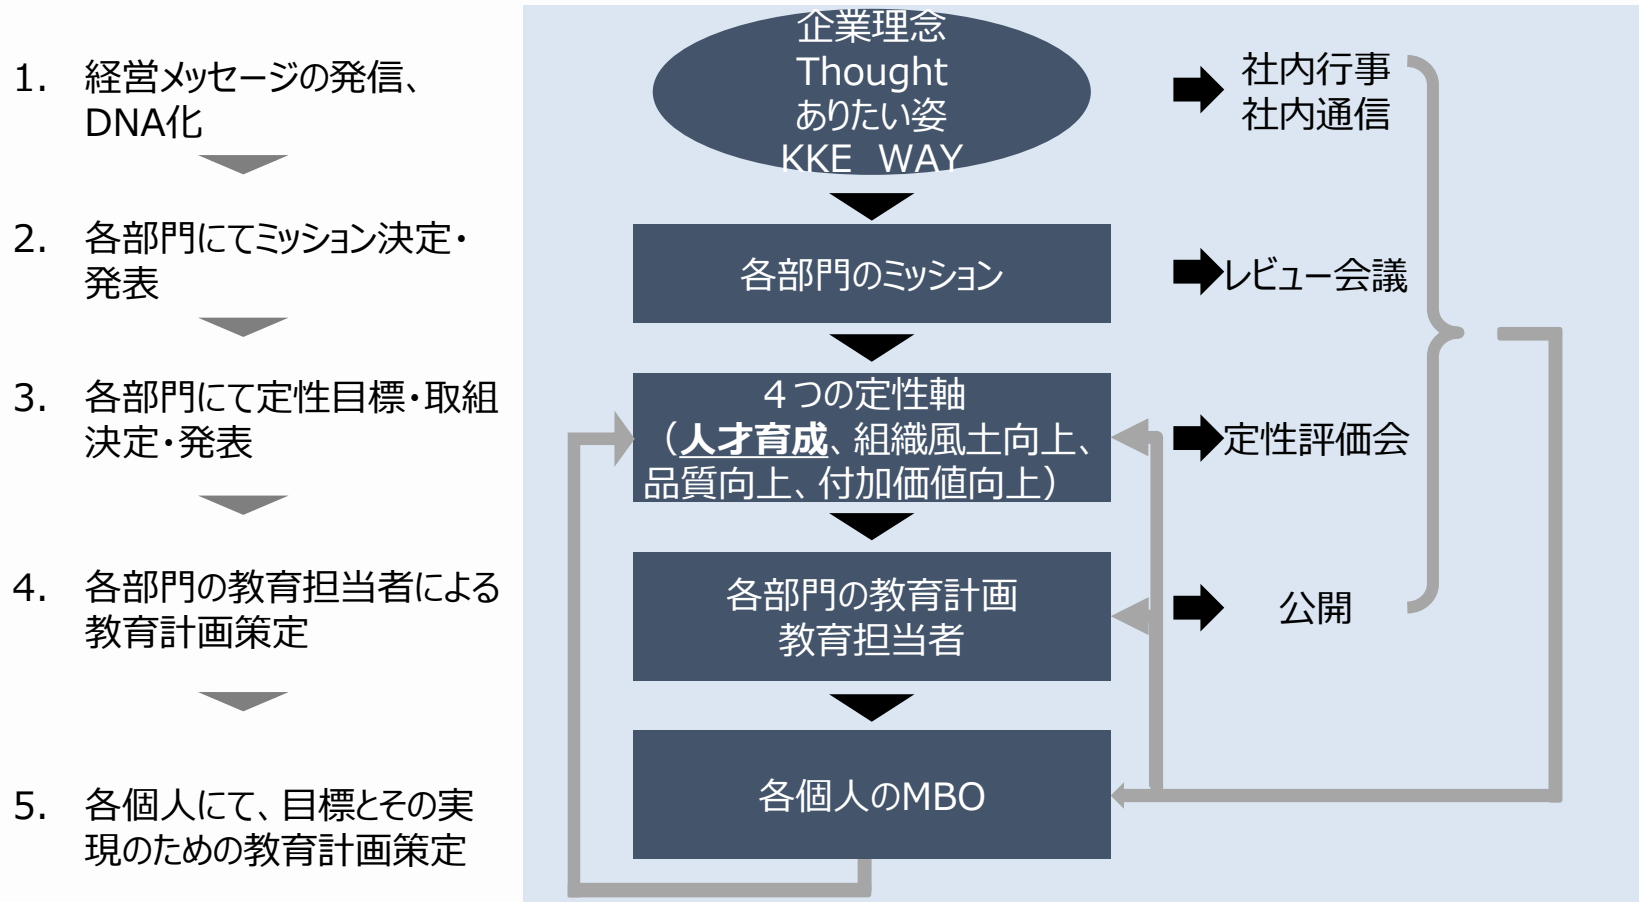 1. 経営メッセージの発信、
DNA化
2. 各部門にてミッション決定・
発表
3. 各部門にて定性目標・取組
決定・発表
4. 各部門の教育担当者による
教育計画策定
5. 各個人にて、目標とその実
現のための教育計画策定
企業理念
Thought
ありたい姿
KKE WAY
各部門のミッション
４つの定性軸
（人才育成、組織風土向上、
品質向上、付加価値向上）
各部門の教育計画
教育担当者
各個人のMBO
社内行事
社内通信
レビュー会議
定性評価会
公開